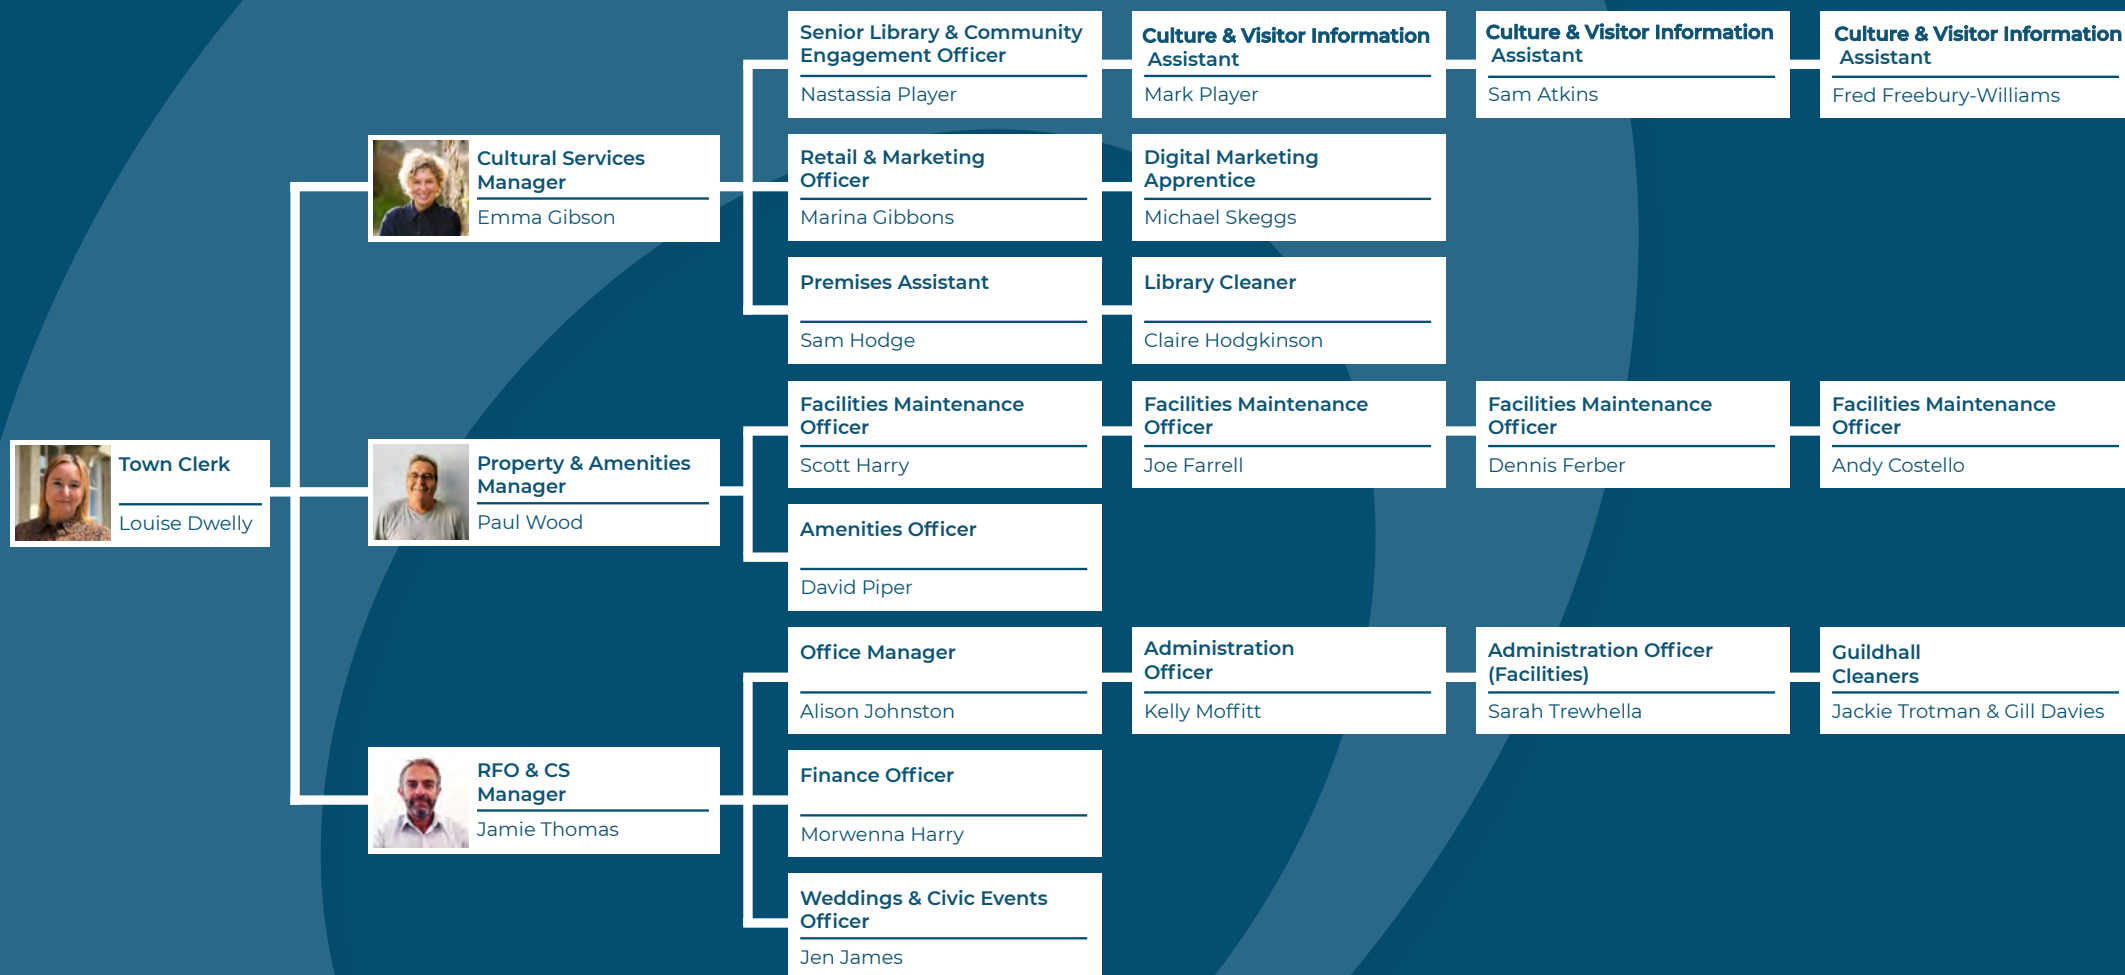 Senior Library & Community
Engagement Officer
Nastassia Player
Culture & Visitor Information
Assistant
Mark Player
Culture & Visitor Information
Assistant
Sam Atkins
Culture & Visitor Information
Assistant
Fred Freebury-Williams
Cultural Services
Manager
Emma Gibson
Retail & Marketing
Officer
Marina Gibbons
Digital Marketing
Apprentice
Michael Skeggs
Premises Assistant
Sam Hodge
Library Cleaner
Claire Hodgkinson
Town Clerk
Louise Dwelly
Property & Amenities
Manager
Paul Wood
Facilities Maintenance
Officer
Scott Harry
Facilities Maintenance
Officer
Joe Farrell
Facilities Maintenance
Officer
Dennis Ferber
Facilities Maintenance
Officer
Andy Costello
Amenities Officer
David Piper
RFO & CS
Manager
Jamie Thomas
Office Manager
Alison Johnston
Administration
Officer
Kelly Moffitt
Administration Officer
(Facilities)
Sarah Trewhella
Guildhall
Cleaners
Jackie Trotman & Gill Davies
Finance Officer
Morwenna Harry
Weddings & Civic Events
Officer
Jen James